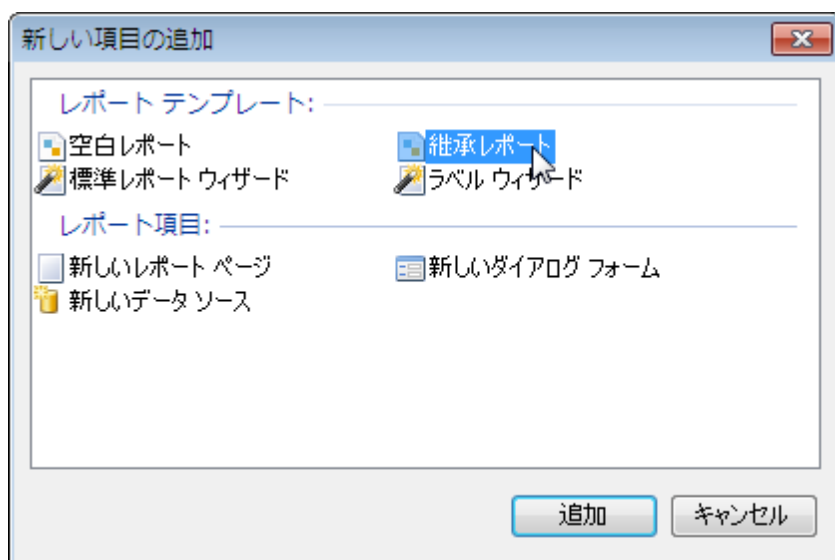 新しい項目の追加
レポート テンプレート:
空白レポート 継承レポート
標準レポート ウィザード ラベル ウィザード
レポート項目:
新しいレポート ページ 新しいダイアログ フォーム
新しいデータ ソース
追加 キャンセル